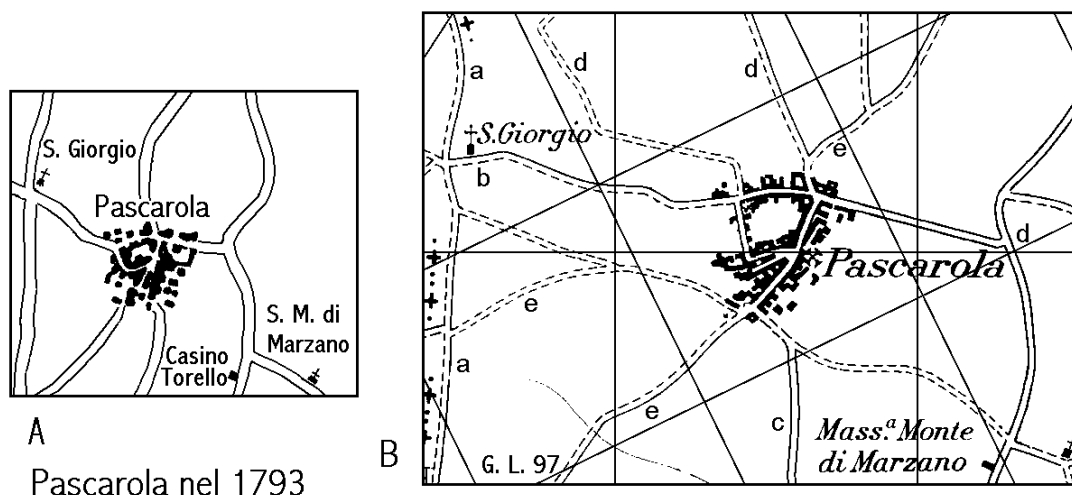 S. Giorgio
Pascarola
S. M. di
Marzano
Casino
Torello
A
Pascarola nel 1793
a
d
d
S. Giorgio
b
e
d
Pascarola
e
a
e
c
Mass.ª Monte
di Marzano
G. L. 97
B